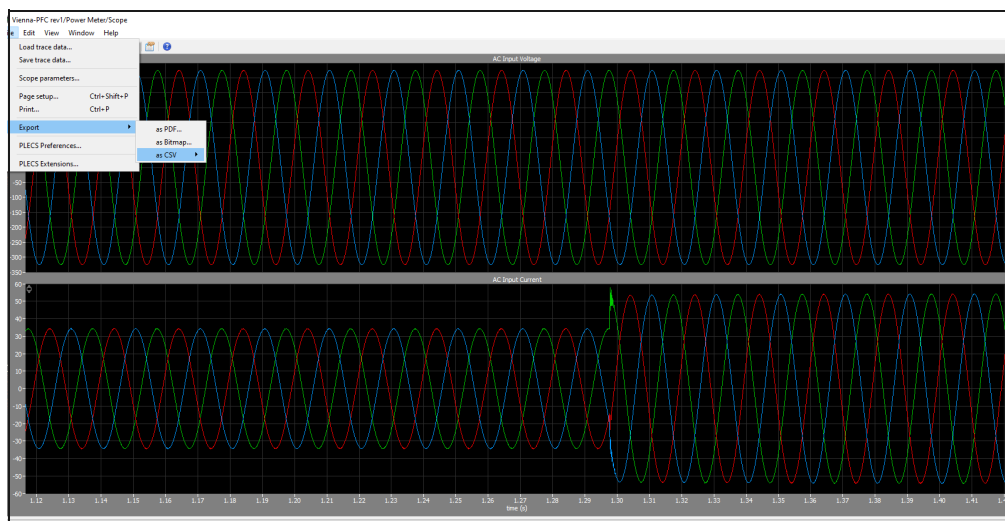 Vienna-PFC rev1/Power Meter/Scope
Edit View Window Help
Load trace data...
Save trace data...
Scope parameters...
Page setup... Ctrl+Shift+P
Print... Ctrl+P
Export
as PDF...
as Bitmap...
as CSV
PLECS Preferences...
PLECS Extensions...
AC Input Voltage
-50
-100
-150
-200
-250
-300
-350
AC Input Current
60
50
40
30
20
10
0
-10
-20
-30
-40
-50
-60
1.12 1.13 1.14 1.15 1.16 1.17 1.18 1.19 1.20 1.21 1.22 1.23 1.24 1.25 1.26 1.27 1.28 1.29 1.30 1.31 1.32 1.33 1.34 1.35 1.36 1.37 1.38 1.39 1.40 1.41
time (s)